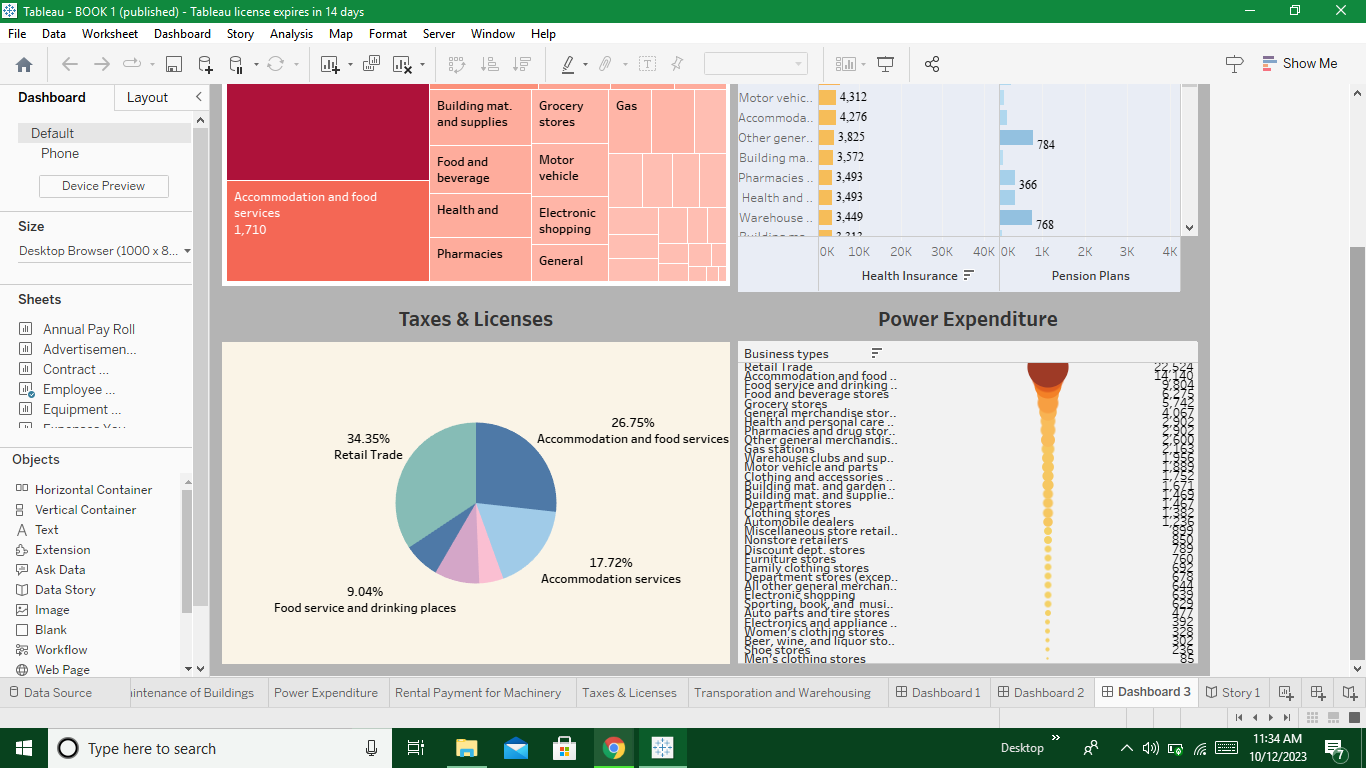 Tableau - BOOK 1 (published) - Tableau license expires in 14 days
File Data Worksheet Dashboard Story Analysis Map Format Server Window Help
Show Me
Dashboard Layout
Default
Phone
Device Preview
Size
Desktop Browser (1000 x 8...
Sheets
Annual Pay Roll
Advertisemen...
Contract ...
Employee ...
Equipment ...
Objects
Horizontal Container
Vertical Container
Text
Extension
Ask Data
Data Story
Image
Blank
Workflow
Web Page
Accommodation and food
services
1,710
Building mat.
and supplies
Food and
beverage
Health and
Pharmacies
Grocery
stores
Motor
vehicle
Electronic
shopping
General
Gas
Motor vehic.. 4,312
Accommoda.. 4,276
Other gener.. 3,825 784
Building ma.. 3,572
Pharmacies .. 3,493 366
Health and .. 3,493
Warehouse .. 3,449 768
0K 10K 20K 30K 40K 0K 1K 2K 3K 4K
Health Insurance Pension Plans
Taxes & Licenses
26.75%
Accommodation and food services
34.35%
Retail Trade
17.72%
Accommodation services
9.04%
Food service and drinking places
Power Expenditure
Business types
Retail Trade 22,524
Accommodation and food .. 14,140
Food service and drinking .. 9,804
Food and beverage stores 6,275
Grocery stores 5,742
General merchandise stor.. 4,067
Health and personal care .. 2,902
Pharmacies and drug stor.. 2,902
Other general merchandis.. 2,600
Gas stations 2,163
Warehouse clubs and sup.. 1,956
Motor vehicle and parts 1,889
Clothing and accessories .. 1,752
Building mat. and garden .. 1,671
Building mat. and supplie.. 1,469
Department stores 1,467
Clothing stores 1,382
Automobile dealers 1,236
Miscellaneous store retail.. 899
Nonstore retailers 860
Discount dept. stores 789
Furniture stores 760
Family clothing stores 692
Department stores (excep.. 678
All other general merchan.. 644
Electronic shopping 639
Sporting, book, and musi.. 629
Auto parts and tire stores 477
Electronics and appliance .. 392
Women's clothing stores 328
Beer, wine, and liquor sto.. 302
Shoe stores 236
Men's clothing stores 85
Data Source intenance of Buildings Power Expenditure Rental Payment for Machinery Taxes & Licenses Transporation and Warehousing Dashboard 1 Dashboard 2 Dashboard 3 Story 1
Type here to search
Desktop
11:34 AM
10/12/2023
7